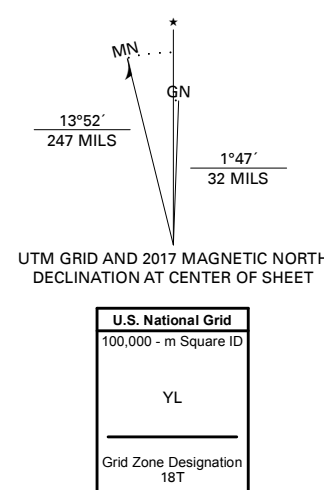 ★
MN
GN
13°52´
247 MILS
1°47´
32 MILS
UTM GRID AND 2017 MAGNETIC NORTH
DECLINATION AT CENTER OF SHEET
U.S. National Grid
100,000 - m Square ID
YL
Grid Zone Designation
18T